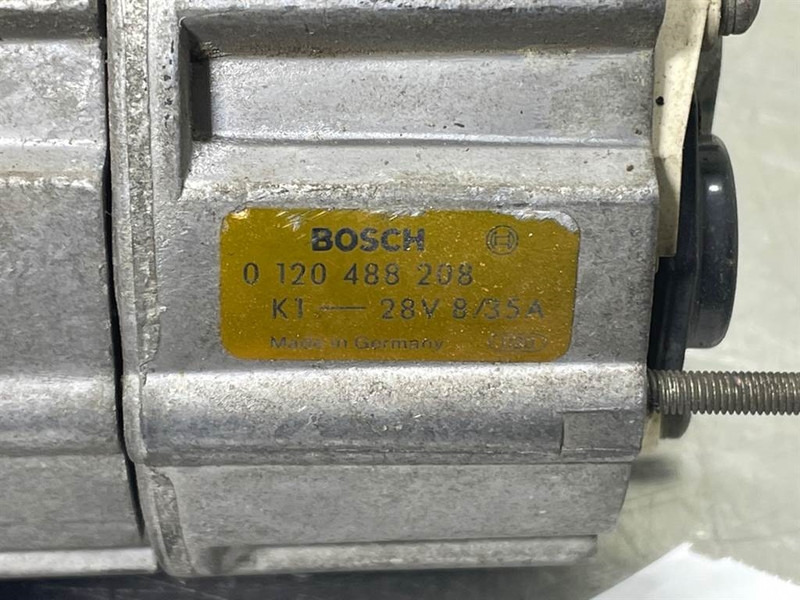 BOSCH
0 120 488 208
K1 ⎓ 28V 8/35A
Made in Germany